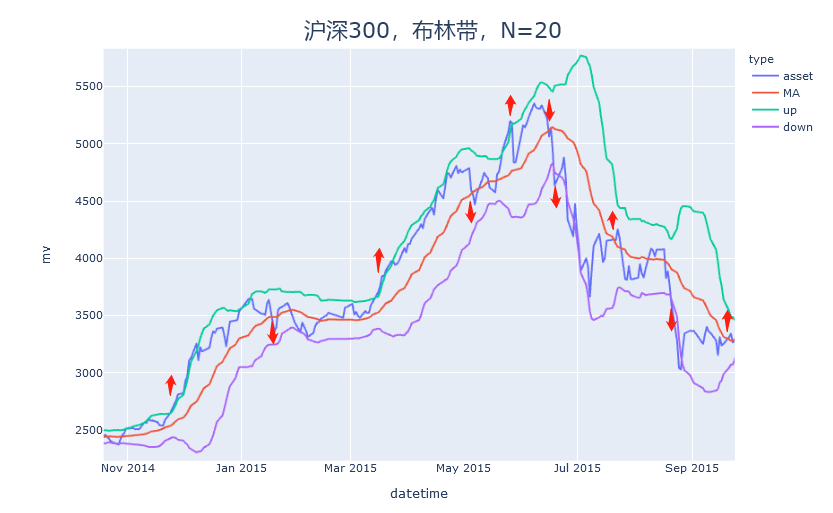 沪深300，布林带，N=20
type
asset
MA
up
down
5500
5000
4500
4000
3500
3000
2500
mv
Nov 2014
Jan 2015
Mar 2015
May 2015
Jul 2015
Sep 2015
datetime